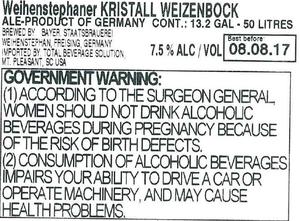 Weihenstephaner KRISTALL WEIZENBOCK
ALE-PRODUCT OF GERMANY CONT.: 13.2 GAL - 50 LITRES
BREWED BY BAYER. STAATSBRAUEREI
WEIHENSTEPHAN, FREISING, GERMANY
IMPORTED BY TOTAL BEVERAGE SOLUTION,
MT. PLEASANT, SC USA
7.5 % ALC / VOL
Best before
08.08.17
GOVERNMENT WARNING:
(1) ACCORDING TO THE SURGEON GENERAL,
WOMEN SHOULD NOT DRINK ALCOHOLIC
BEVERAGES DURING PREGNANCY BECAUSE
OF THE RISK OF BIRTH DEFECTS.
(2) CONSUMPTION OF ALCOHOLIC BEVERAGES
IMPAIRS YOUR ABILITY TO DRIVE A CAR OR
OPERATE MACHINERY, AND MAY CAUSE
HEALTH PROBLEMS.